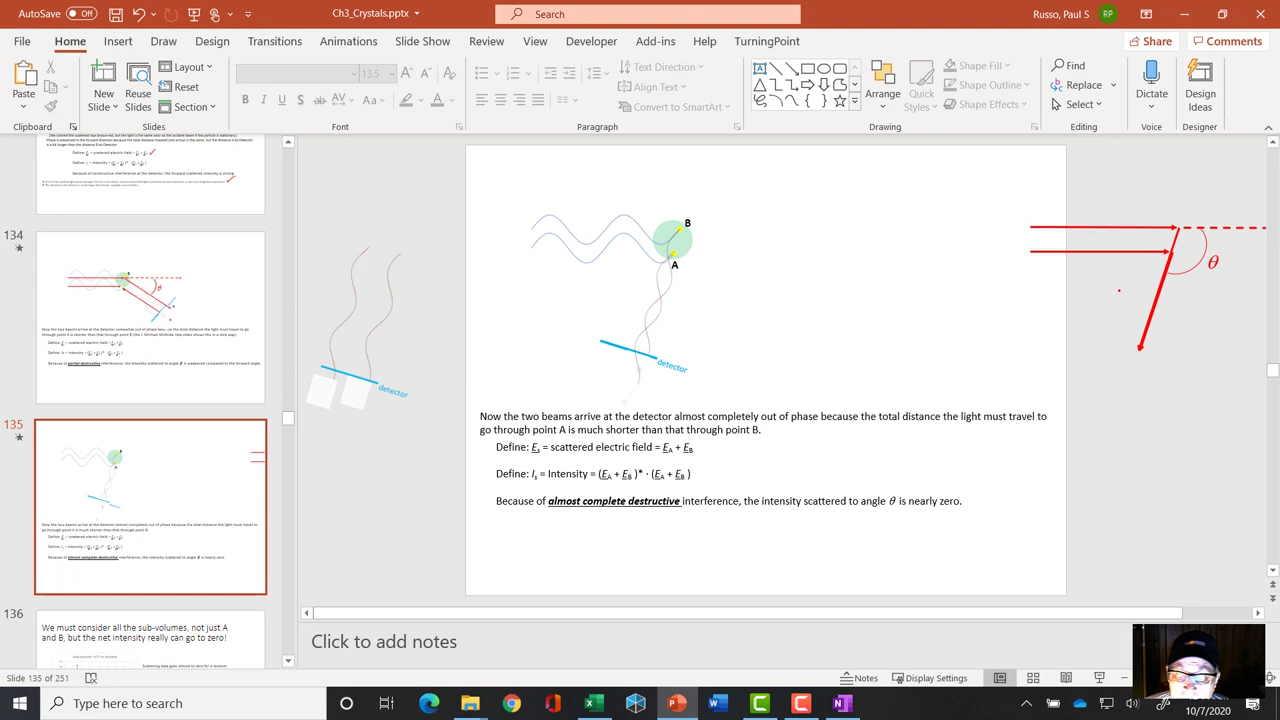 AutoSave Off Ch3_Crystals.pptx Search Russo, Paul S PR
File Home Insert Draw Design Transitions Animations Slide Show Review View Developer Add-ins Help TurningPoint Share Comments
Paste New Slide Reuse Slides Layout Reset Section 13.5 Text Direction Align Text Convert to SmartArt Arrange Quick Styles Shape Fill Shape Outline Shape Effects Find Replace Select Dictate Design Ideas
Clipboard Slides Font Paragraph Drawing Editing Voice Designer
134
135
136
We must consider all the sub-volumes, not just A
and B, but the net intensity really can go to zero!
B
A
detector
detector
θ
Now the two beams arrive at the detector almost completely out of phase because the total distance the light must travel to
go through point A is much shorter than that through point B.
Define: Es = scattered electric field = EA + EB
Define: Is = Intensity = (EA + EB )* · (EA + EB )
Because of almost complete destructive interference, the intensity scattered to angle θ is nearly zero.
Click to add notes
Slide 135 of 251 Notes Display Settings
Type here to search
10/7/2020